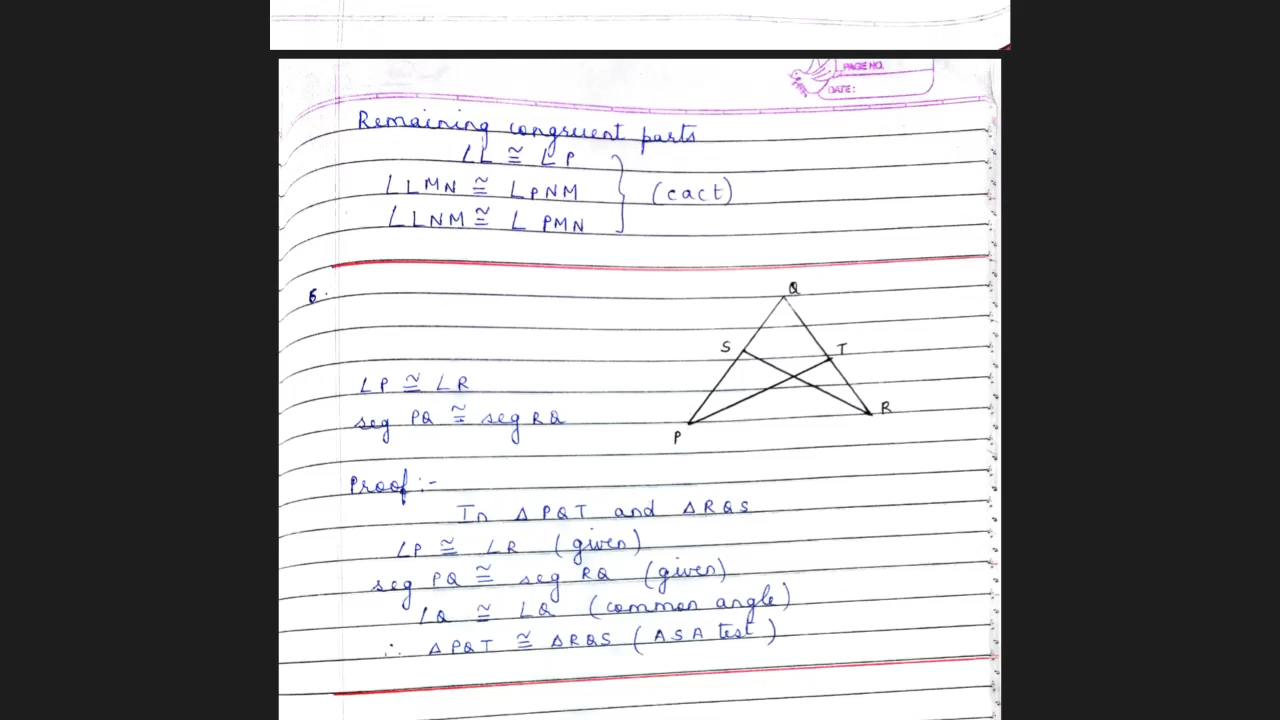 PAGE NO.
DATE:
Remaining congruent parts
∠L ≅ ∠P
∠LMN ≅ ∠PNM
∠LNM ≅ ∠PMN
(cact)
6.
Q
S
T
R
P
∠P ≅ ∠R
seg PQ ≅ seg RQ
Proof :-
In △PQT and △RQS
∠P ≅ ∠R (given)
seg PQ ≅ seg RQ (given)
∠Q ≅ ∠Q (common angle)
∴ △PQT ≅ △RQS (ASA test)